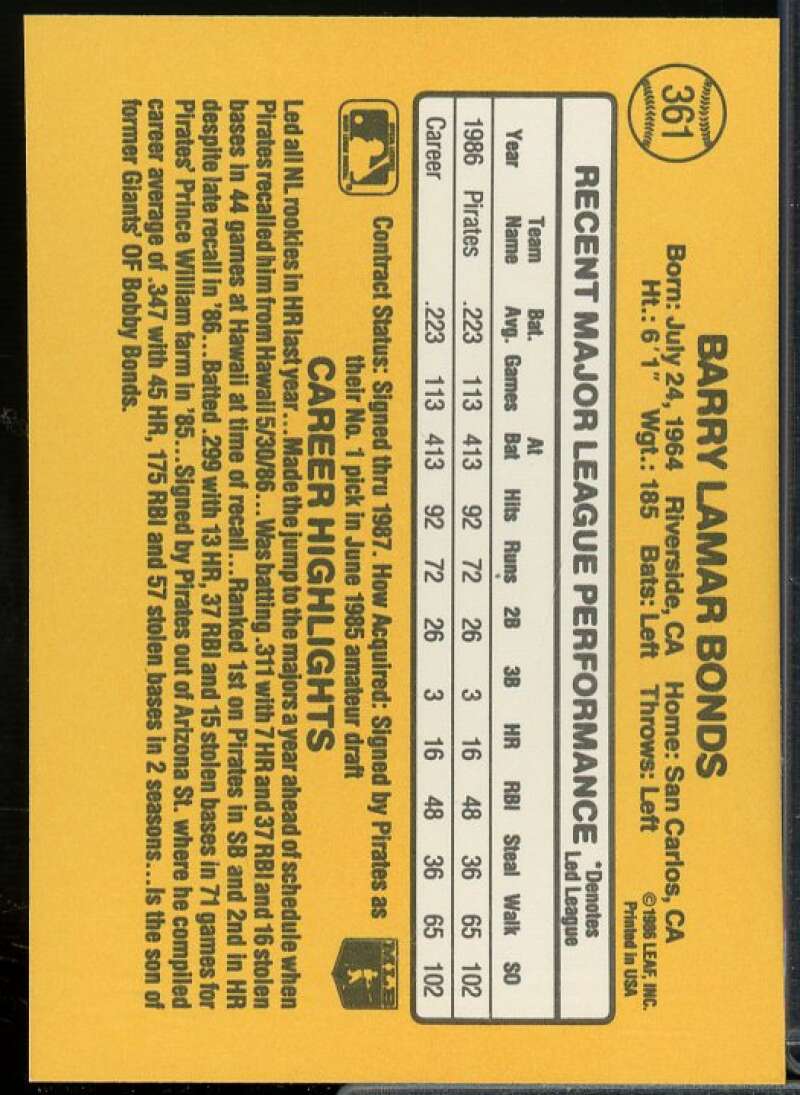 361
BARRY LAMAR BONDS
Born: July 24, 1964 Riverside, CA Home: San Carlos, CA
Ht.: 6'1" Wgt.: 185 Bats: Left Throws: Left
©1986 LEAF, INC.
Printed in USA
RECENT MAJOR LEAGUE PERFORMANCE
*Denotes
Led League
Year Team Name Bat. Avg. Games At Bat Hits Runs 2B 3B HR RBI Steal Walk SO
1986 Pirates .223 113 413 92 72 26 3 16 48 36 65 102
Career .223 113 413 92 72 26 3 16 48 36 65 102
Contract Status: Signed thru 1987. How Acquired: Signed by Pirates as
their No. 1 pick in June 1985 amateur draft
M.L.B.
CAREER HIGHLIGHTS
Led all NL rookies in HR last year...Made the jump to the majors a year ahead of schedule when
Pirates recalled him from Hawaii 5/30/86...Was batting .311 with 7 HR and 37 RBI and 16 stolen
bases in 44 games at Hawaii at time of recall...Ranked 1st on Pirates in SB and 2nd in HR
despite late recall in '86...Batted .299 with 13 HR, 37 RBI and 15 stolen bases in 71 games for
Pirates' Prince William farm in '85...Signed by Pirates out of Arizona St. where he compiled
career average of .347 with 45 HR, 175 RBI and 57 stolen bases in 2 seasons...Is the son of
former Giants' OF Bobby Bonds.